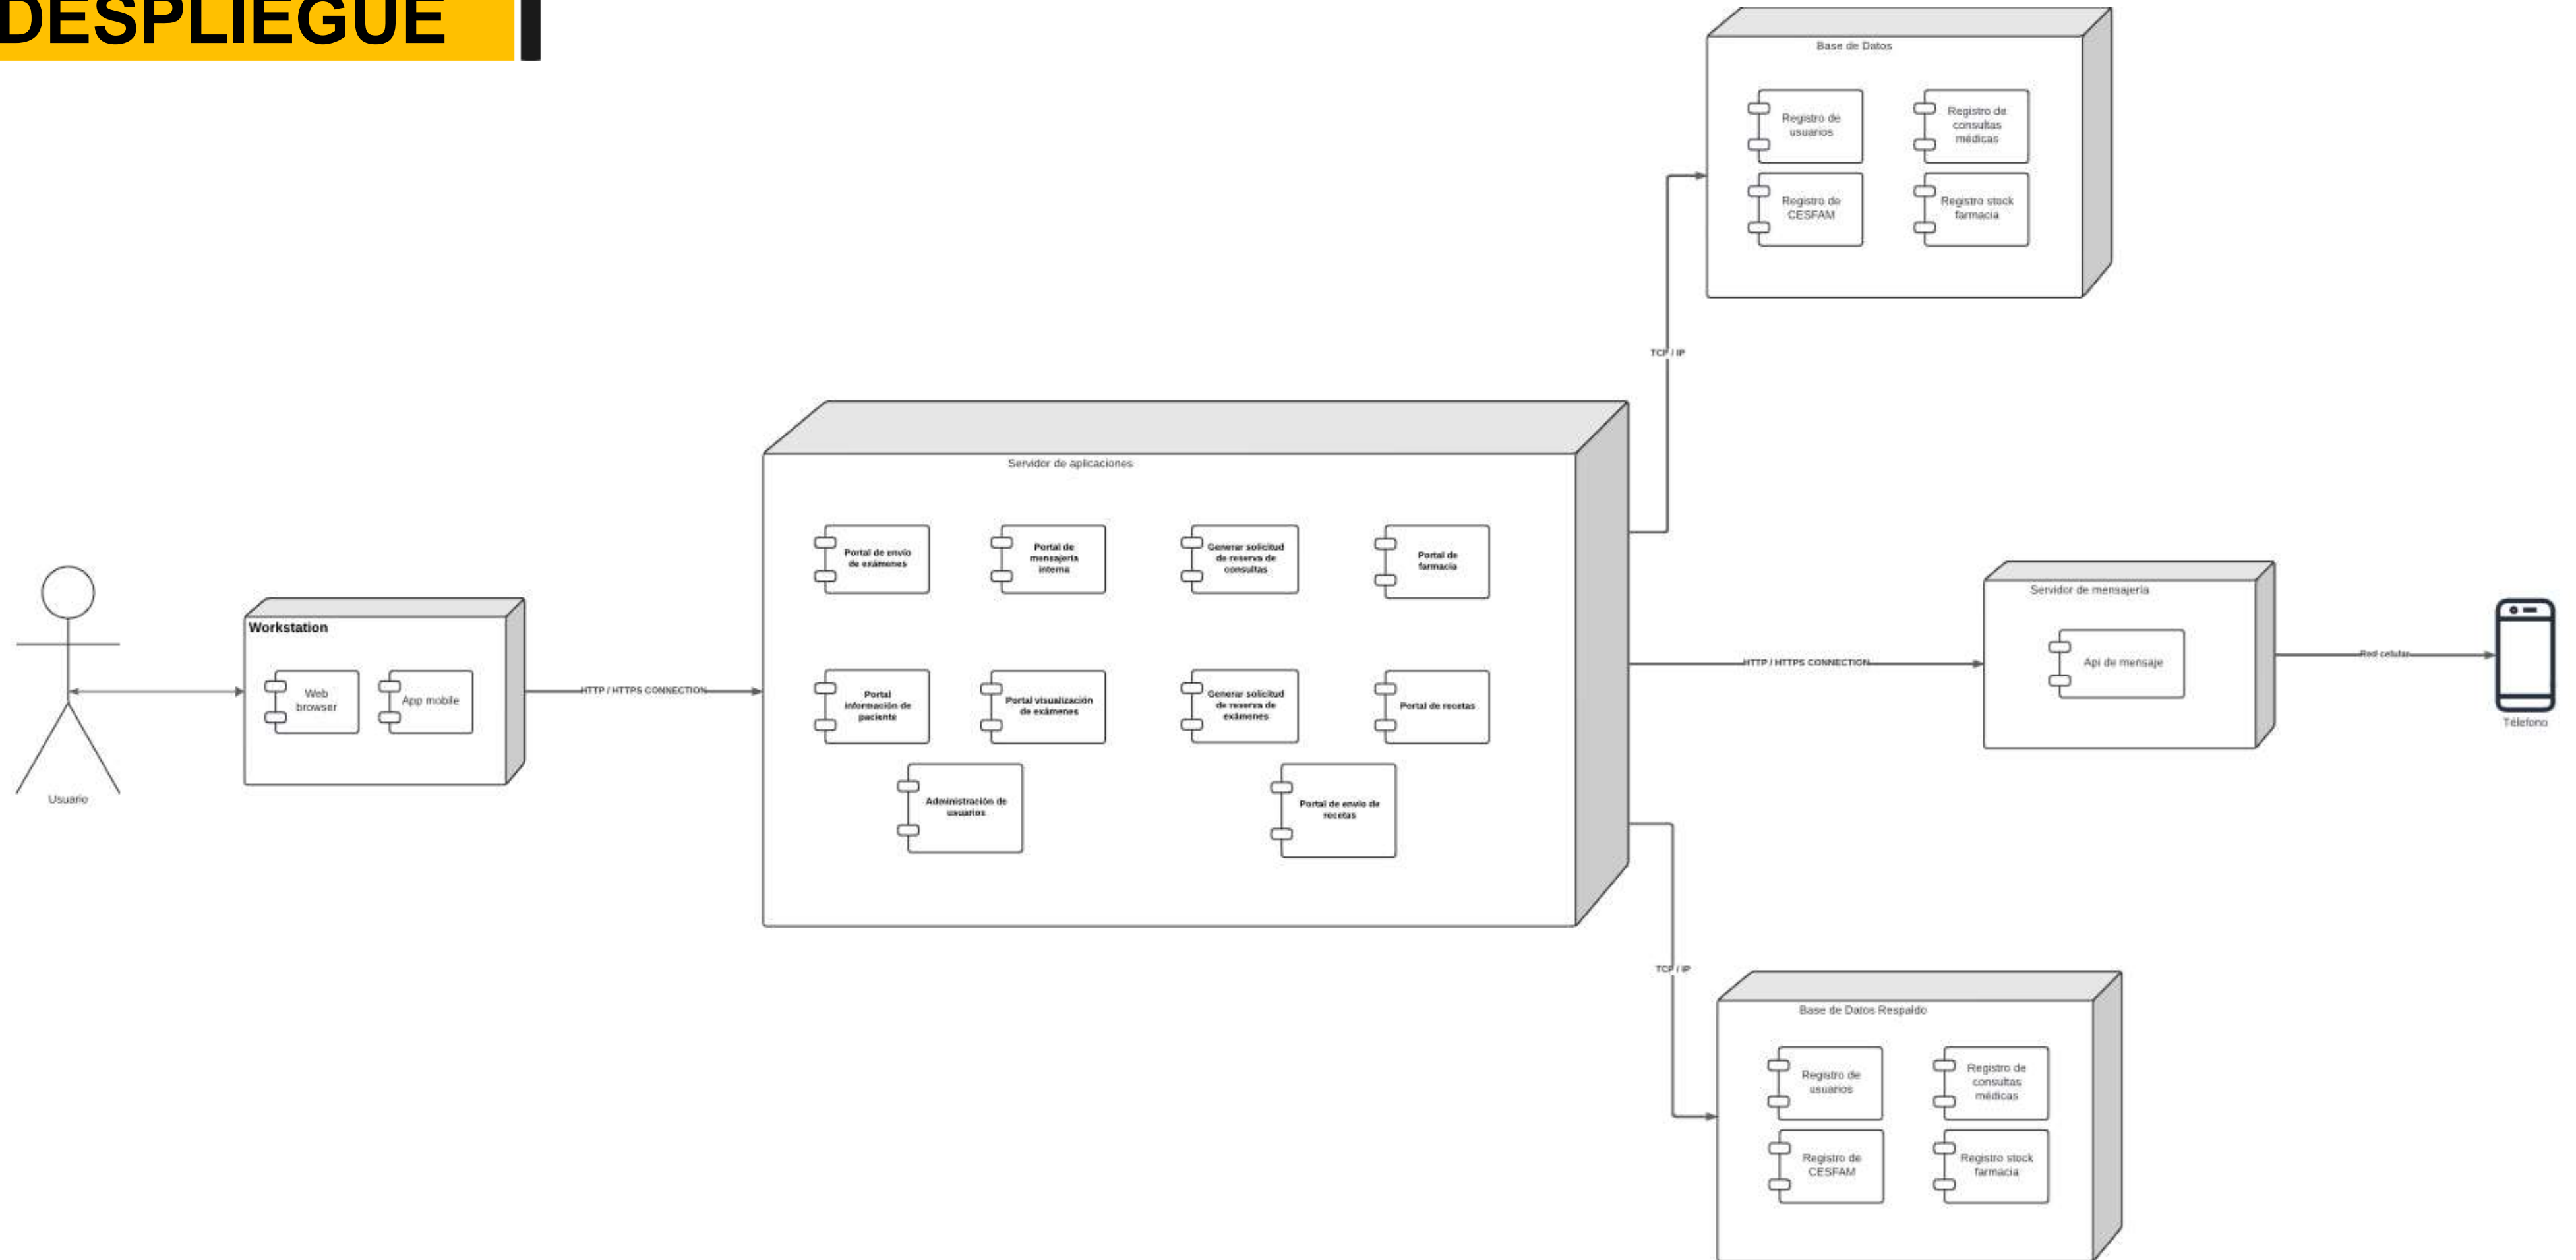 DESPLIEGUE
Base de Datos
Registro de
usuarios
Registro de
consultas
médicas
Registro de
CESFAM
Registro stock
farmacia
TCP / IP
Servidor de aplicaciones
Portal de envío
de exámenes
Portal de
mensajería
interna
Generar solicitud
de reserva de
consultas
Portal de
farmacia
Portal
información de
paciente
Portal visualización
de exámenes
Generar solicitud
de reserva de
exámenes
Portal de recetas
Administración de
usuarios
Portal de envío de
recetas
Usuario
Workstation
Web
browser
App mobile
HTTP / HTTPS CONNECTION
HTTP / HTTPS CONNECTION
Servidor de mensajería
Api de mensaje
Red celular
Télefono
TCP / IP
Base de Datos Respaldo
Registro de
usuarios
Registro de
consultas
médicas
Registro de
CESFAM
Registro stock
farmacia